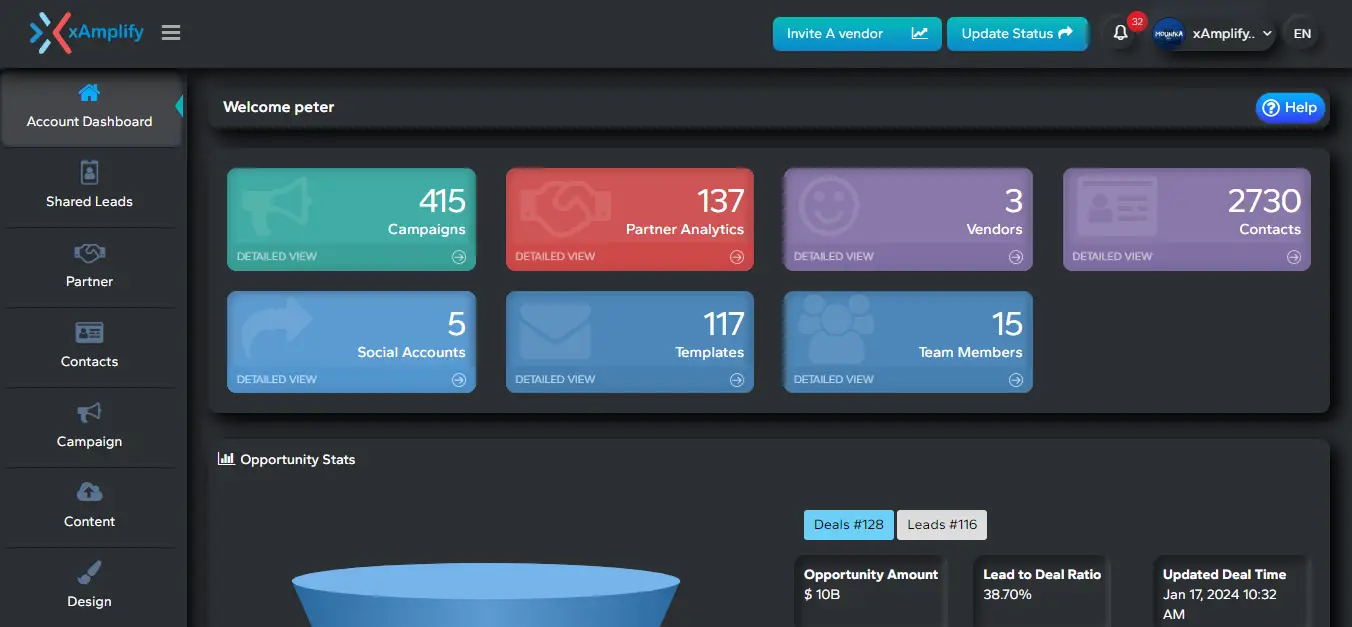 xAmplify
Invite A vendor
Update Status
32
MOUNIKA
xAmplify..
EN
Account Dashboard
Shared Leads
Partner
Contacts
Campaign
Content
Design
Welcome peter
Help
415
Campaigns
DETAILED VIEW
137
Partner Analytics
DETAILED VIEW
3
Vendors
DETAILED VIEW
2730
Contacts
DETAILED VIEW
5
Social Accounts
DETAILED VIEW
117
Templates
DETAILED VIEW
15
Team Members
DETAILED VIEW
Opportunity Stats
Deals #128
Leads #116
Opportunity Amount
$ 10B
Lead to Deal Ratio
38.70%
Updated Deal Time
Jan 17, 2024 10:32
AM